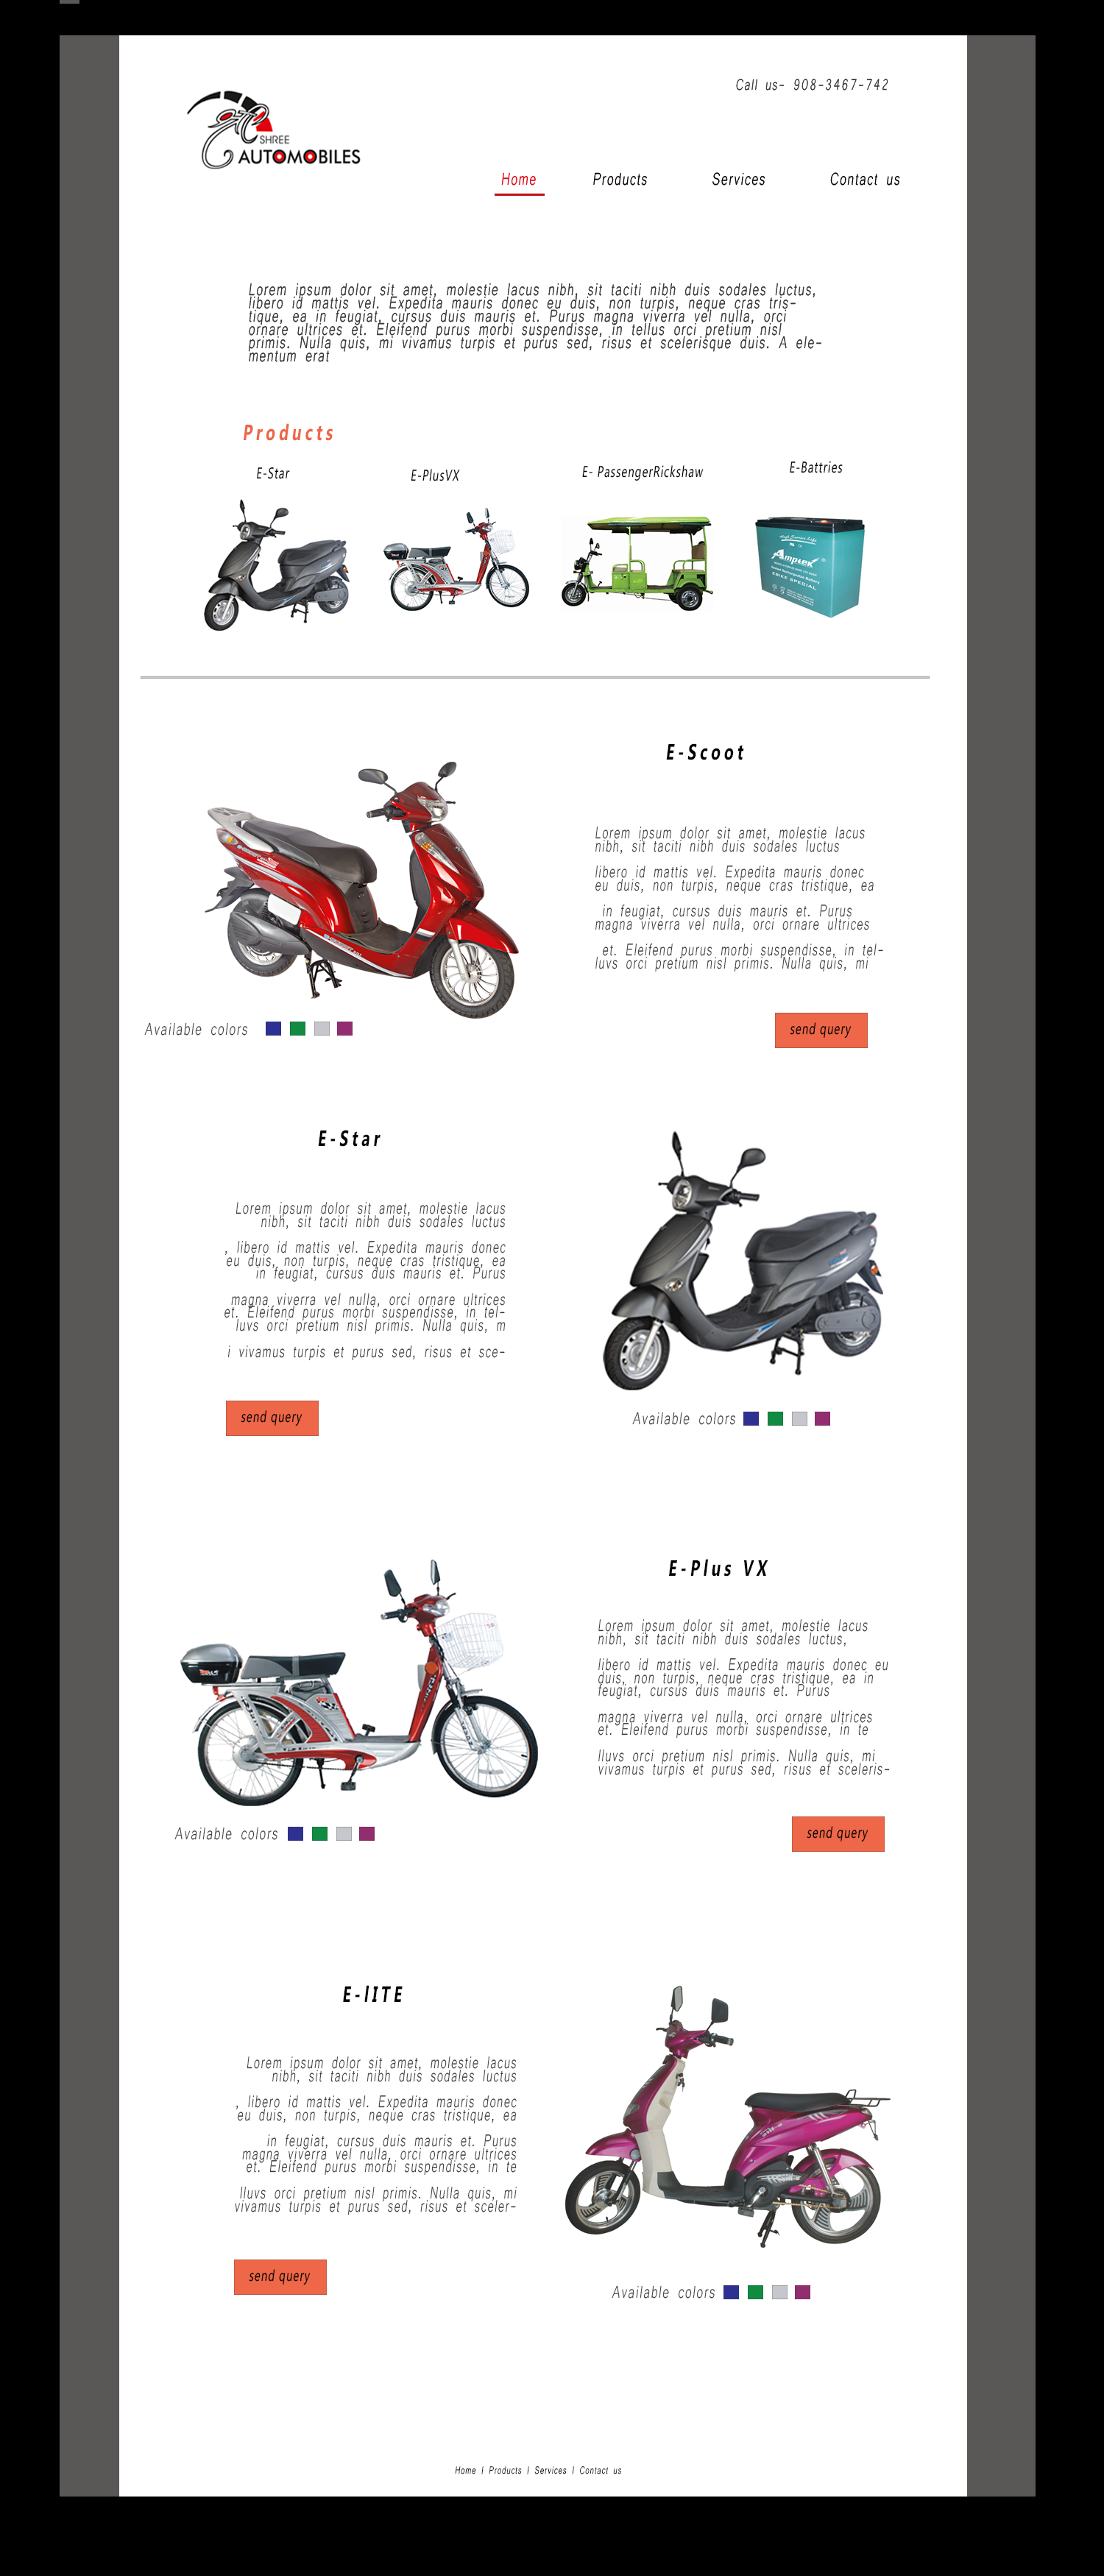 Call us- 908-3467-742
SHREE
AUTOMOBILES
Home Products Services Contact us
Lorem ipsum dolor sit amet, molestie lacus nibh, sit taciti nibh duis sodales luctus,
libero id mattis vel. Expedita mauris donec eu duis, non turpis, neque cras tris-
tique, ea in feugiat, cursus duis mauris et. Purus magna viverra vel nulla, orci
ornare ultrices et. Eleifend purus morbi suspendisse, in tellus orci pretium nisl
primis. Nulla quis, mi vivamus turpis et purus sed, risus et scelerisque duis. A ele-
mentum erat
Products
E-Star
E-PlusVX
E- PassengerRickshaw
E-Battries
Amptek
EBIKE SPECIAL
E-Scoot
Lorem ipsum dolor sit amet, molestie lacus
nibh, sit taciti nibh duis sodales luctus
libero id mattis vel. Expedita mauris donec
eu duis, non turpis, neque cras tristique, ea
in feugiat, cursus duis mauris et. Purus
magna viverra vel nulla, orci ornare ultrices
et. Eleifend purus morbi suspendisse, in tel-
luvs orci pretium nisl primis. Nulla quis, mi
Available colors
send query
E-Star
Lorem ipsum dolor sit amet, molestie lacus
nibh, sit taciti nibh duis sodales luctus
, libero id mattis vel. Expedita mauris donec
eu duis, non turpis, neque cras tristique, ea
in feugiat, cursus duis mauris et. Purus
magna viverra vel nulla, orci ornare ultrices
et. Eleifend purus morbi suspendisse, in tel-
luvs orci pretium nisl primis. Nulla quis, m
i vivamus turpis et purus sed, risus et sce-
send query
Available colors
E-Plus VX
Lorem ipsum dolor sit amet, molestie lacus
nibh, sit taciti nibh duis sodales luctus,
libero id mattis vel. Expedita mauris donec eu
duis, non turpis, neque cras tristique, ea in
feugiat, cursus duis mauris et. Purus
magna viverra vel nulla, orci ornare ultrices
et. Eleifend purus morbi suspendisse, in te
lluvs orci pretium nisl primis. Nulla quis, mi
vivamus turpis et purus sed, risus et sceleris-
Available colors
send query
E-lITE
Lorem ipsum dolor sit amet, molestie lacus
nibh, sit taciti nibh duis sodales luctus
, libero id mattis vel. Expedita mauris donec
eu duis, non turpis, neque cras tristique, ea
in feugiat, cursus duis mauris et. Purus
magna viverra vel nulla, orci ornare ultrices
et. Eleifend purus morbi suspendisse, in te
lluvs orci pretium nisl primis. Nulla quis, mi
vivamus turpis et purus sed, risus et sceler-
send query
Available colors
Home | Products | Services | Contact us